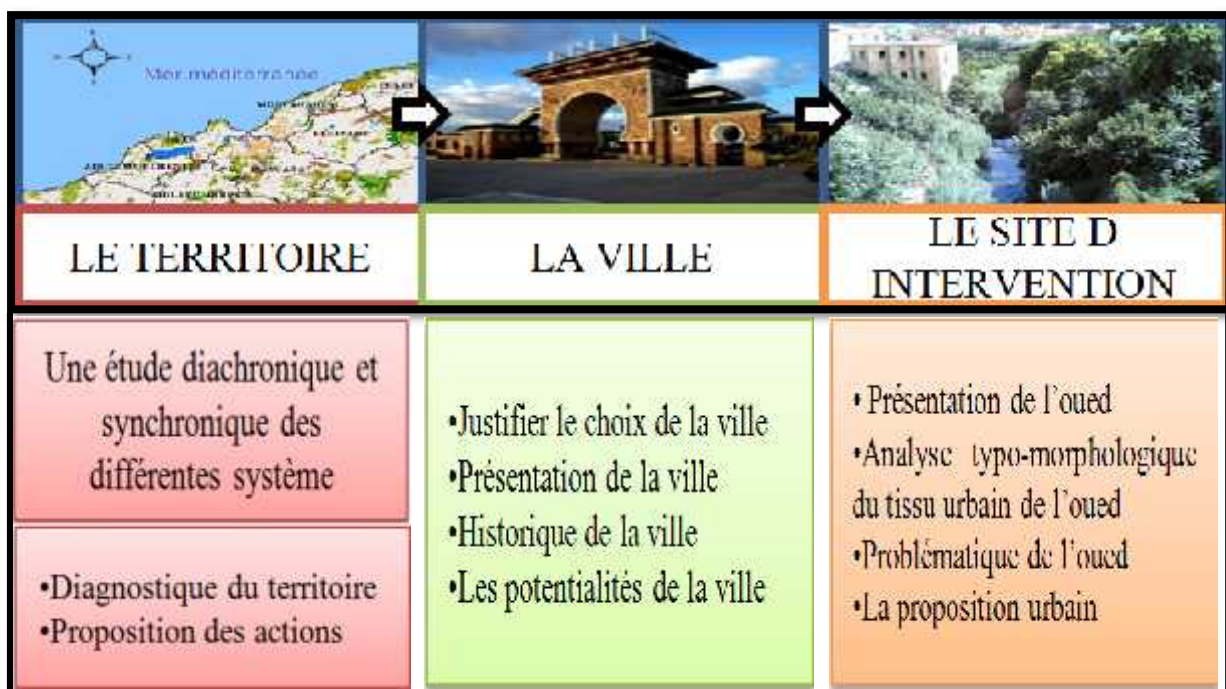 Mer méditerranée
LE TERRITOIRE
LA VILLE
LE SITE D
INTERVENTION
Une étude diachronique et
synchronique des
différentes système
•Diagnostique du territoire
•Proposition des actions
•Justifier le choix de la ville
•Présentation de la ville
•Historique de la ville
•Les potentialités de la ville
• Présentation de l'oued
•Analyse typo-morphologique
du tissu urbain de l'oued
•Problématique de l'oued
•La proposition urbain